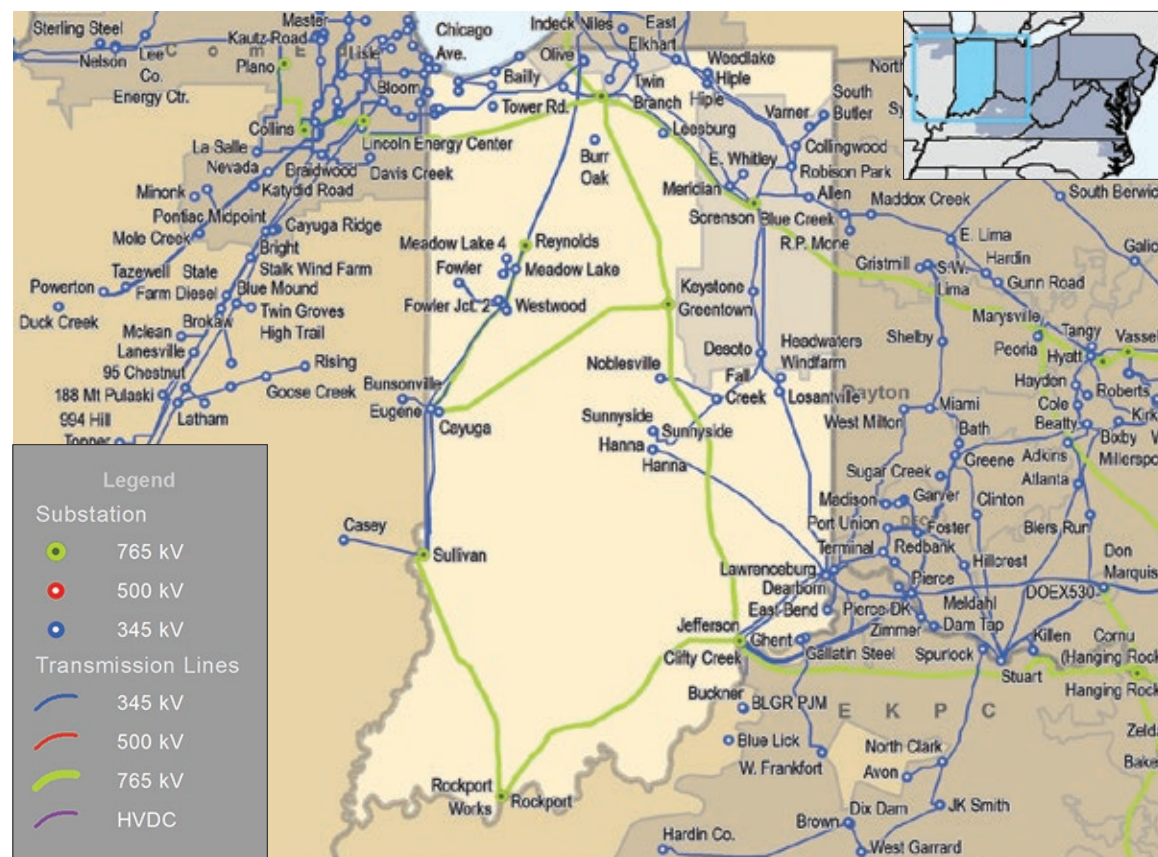 Master
Sterling Steel
Kautz Road
Nelson
Lee
Co.
Energy Ctr.
Plano
Lisle
Bloom
Chicago
Ave.
Indeck Niles
East
Elkhart
Olive
Bailly
Tower Rd.
Twin
Branch
Woodlake
Hiple
Hiple
South
Butler
Varner
Leesburg
Collingwood
Robison Park
E. Whitley
Meridian
Allen
Sorenson
Blue Creek
R.P. Mone
Maddox Creek
South Berwic
Collins
La Salle
Nevada
Lincoln Energy Center
Braidwood
Davis Creek
Katydid Road
Burr
Oak
Minonk
Pontiac Midpoint
Cayuga Ridge
Mole Creek
Bright
Stalk Wind Farm
Tazewell
State
Farm Diesel
Blue Mound
Powerton
Duck Creek
Brokaw
Twin Groves
High Trail
Mclean
Lanesville
95 Chestnut
Rising
188 Mt Pulaski
Goose Creek
994 Hill
Topper
Latham
Meadow Lake 4
Reynolds
Fowler
Meadow Lake
Fowler Jct. 2
Westwood
Bunsonville
Eugene
Cayuga
Keystone
Greentown
Noblesville
Desoto
Headwaters
Windfarm
Fall
Creek
Losantville
Sunnyside
Sunnyside
Hanna
Hanna
E. Lima
Hardin
Gristmill
S.W.
Lima
Gunn Road
Galic
Marysville
Tangy
Vassel
Peoria
Hyatt
Shelby
Hayden
Roberts
Cole
Beatty
Kirk
Bixby
Millerspo
Dayton
West Milton
Miami
Bath
Greene
Adkins
Atlanta
Sugar Creek
Madison
Garver
Clinton
Port Union
Foster
Biers Run
Terminal
Redbank
Hillcrest
Don
Marquis
Lawrenceburg
Dearborn
Pierce
DOEX530
East Bend
Pierce DK
Meldahl
Dam Tap
Zimmer
Jefferson
Ghent
Clifty Creek
Gallatin Steel
Spurlock
Killen
Cornu
(Hanging Rock
Stuart
Hanging Rock
Buckner
BLGR PJM
E K P C
Blue Lick
W. Frankfort
North Clark
Avon
Zeld
Bake
Dix Dam
Brown
JK Smith
Hardin Co.
West Garrard
Casey
Sullivan
Rockport
Works
Rockport
Legend
Substation
765 kV
500 kV
345 kV
Transmission Lines
345 kV
500 kV
765 kV
HVDC